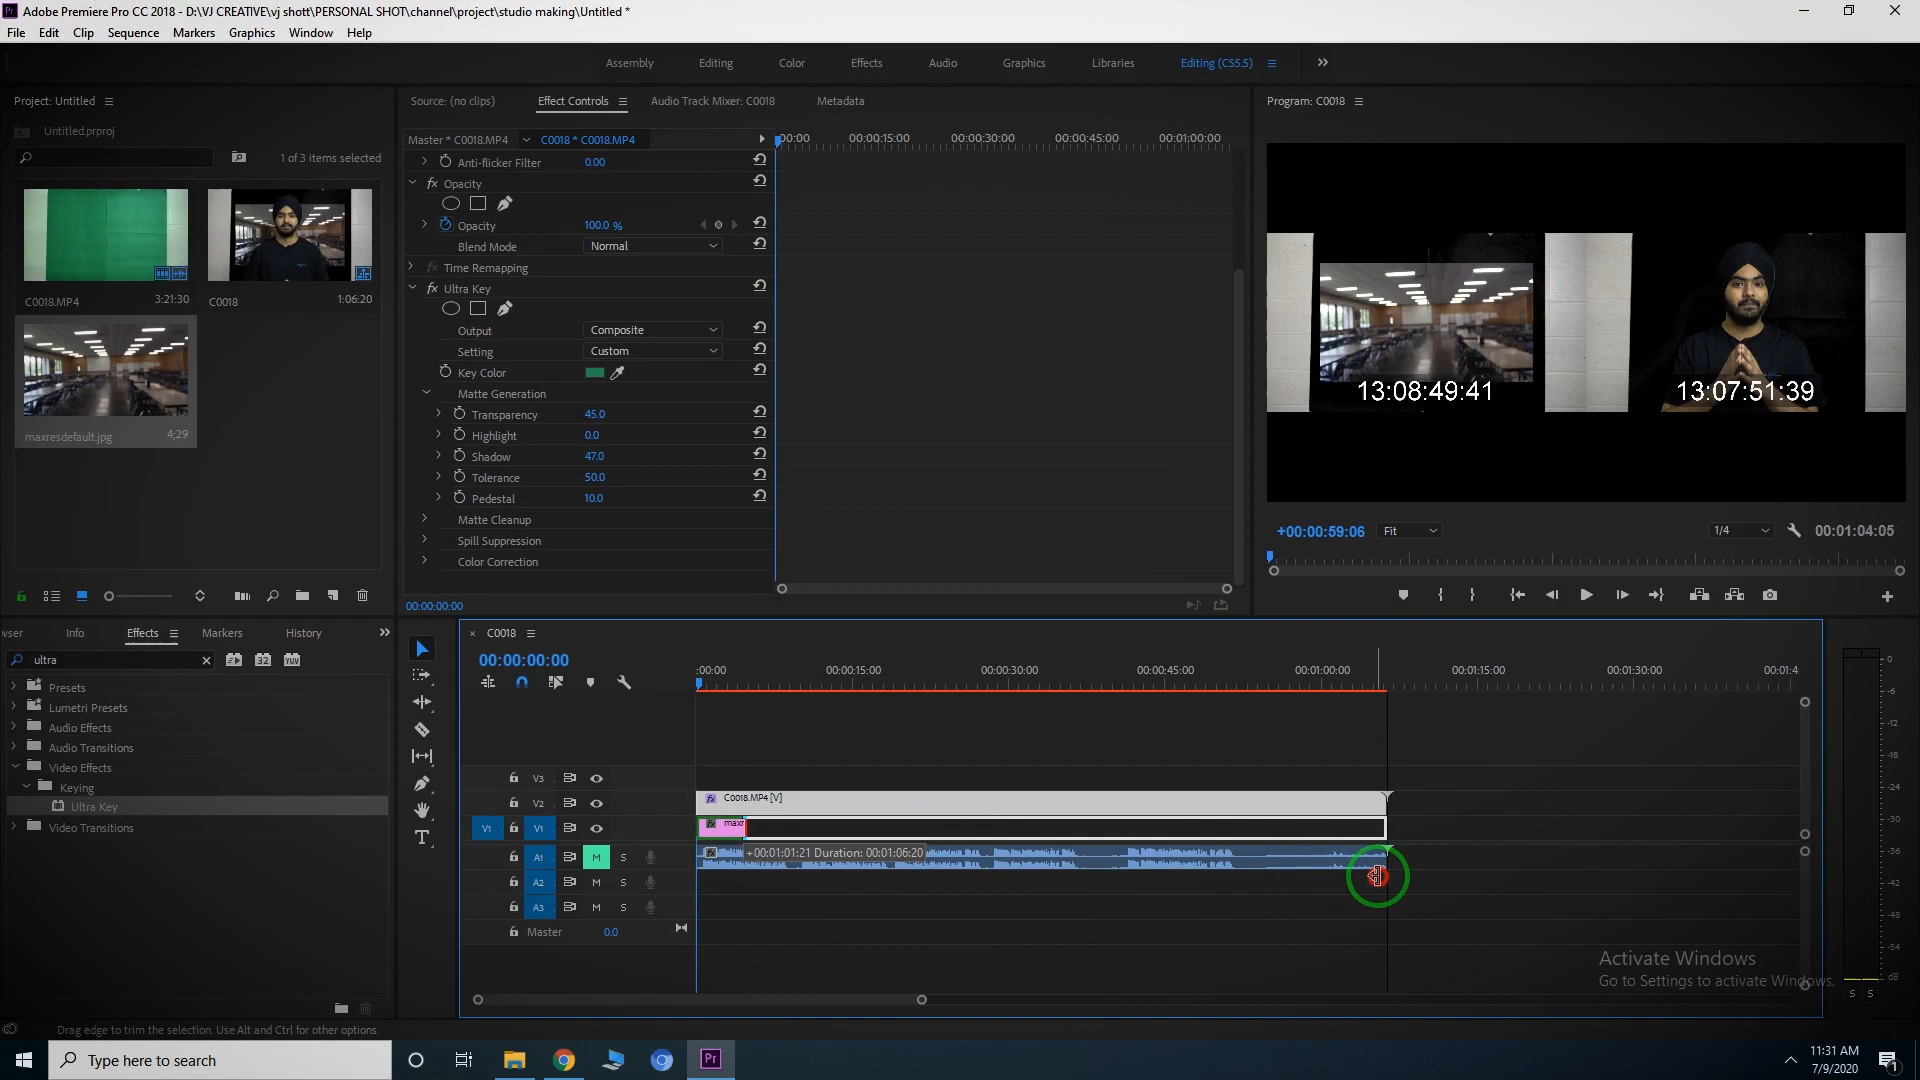 Adobe Premiere Pro CC 2018 - D:\VJ CREATIVE\vj shott\PERSONAL SHOT\channel\project\studio making\Untitled *
File Edit Clip Sequence Markers Graphics Window Help
Assembly Editing Color Effects Audio Graphics Libraries Editing (CS5.5)
Project: Untitled
Untitled.prproj
1 of 3 items selected
C0018.MP4 3:21:30
C0018 1:06:20
maxresdefault.jpg 4;29
Source: (no clips) Effect Controls Audio Track Mixer: C0018 Metadata
Master * C0018.MP4 C0018 * C0018.MP4
00:00 00:00:15:00 00:00:30:00 00:00:45:00 00:01:00:00
Anti-flicker Filter 0.00
fx Opacity
Opacity 100.0 %
Blend Mode Normal
fx Time Remapping
fx Ultra Key
Output Composite
Setting Custom
Key Color
Matte Generation
Transparency 45.0
Highlight 0.0
Shadow 47.0
Tolerance 50.0
Pedestal 10.0
Matte Cleanup
Spill Suppression
Color Correction
00:00:00:00
Program: C0018
13:08:49:41 13:07:51:39
+00:00:59:06 Fit 1/4 00:01:04:05
wser Info Effects Markers History
ultra
32 YUV
Presets
Lumetri Presets
Audio Effects
Audio Transitions
Video Effects
Keying
Ultra Key
Video Transitions
× C0018
00:00:00:00
:00:00 00:00:15:00 00:00:30:00 00:00:45:00 00:01:00:00 00:01:15:00 00:01:30:00 00:01:4
V3
V2 fx C0018.MP4 [V]
V1 V1 fx maxr
A1 M S fx +00:01:01:21 Duration: 00:01:06:20
A2 M S
A3 M S
Master 0.0
0
-6
-12
-18
-24
-30
-36
-42
-48
-54
dB
S S
Activate Windows
Go to Settings to activate Windows.
Drag edge to trim the selection. Use Alt and Ctrl for other options.
Type here to search
Pr
11:31 AM
7/9/2020
1